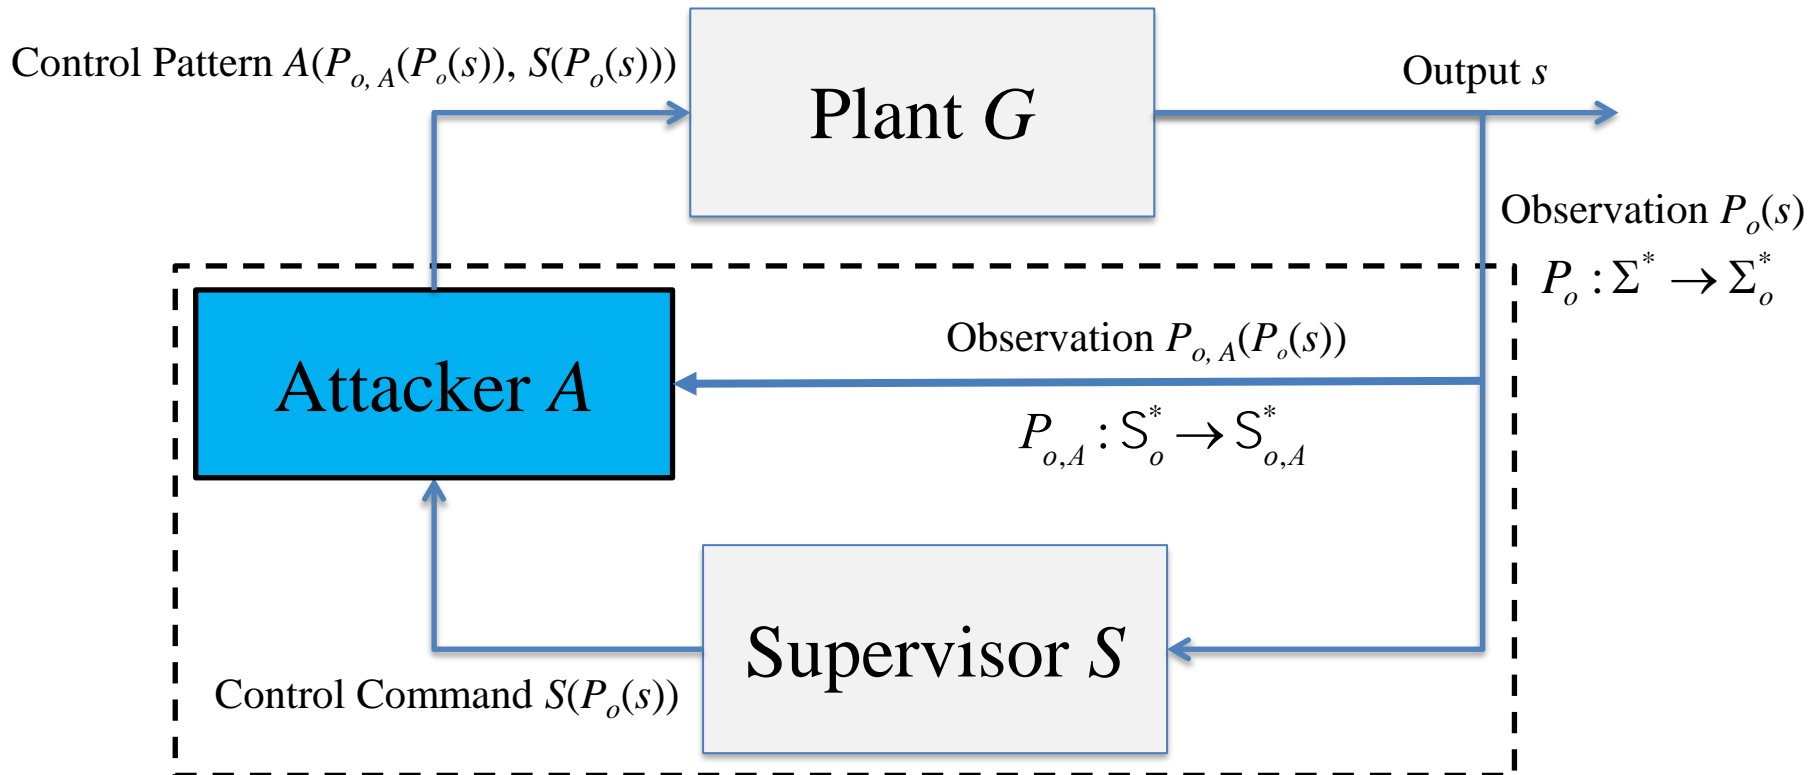 Control Pattern A(P_{o, A}(P_o(s)), S(P_o(s)))
Plant G
Output s
Observation P_o(s)
P_o : Σ^* → Σ_o^*
Attacker A
Observation P_{o, A}(P_o(s))
P_{o,A} : S_o^* → S_{o,A}^*
Supervisor S
Control Command S(P_o(s))